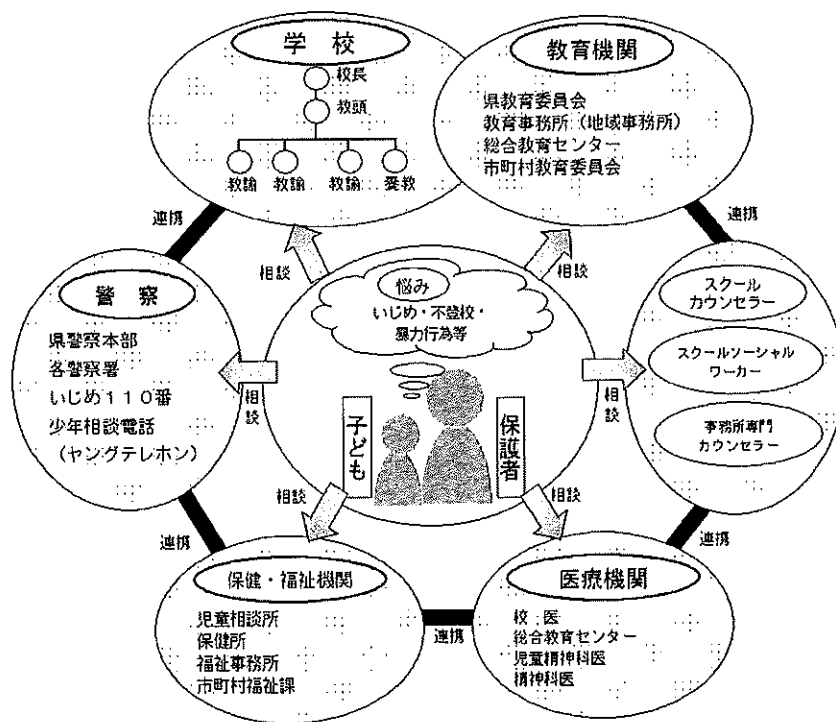 学 校
校長
教頭
教諭 教諭 教諭 養教
教育機関
県教育委員会
教育事務所（地域事務所）
総合教育センター
市町村教育委員会
連携
連携
相談
相談
警 察
県警察本部
各警察署
いじめ110番
少年相談電話
（ヤングテレホン）
相談
悩み
いじめ・不登校・
暴力行為等
子ども
保護者
相談
スクール
カウンセラー
スクールソーシャル
ワーカー
事務所専門
カウンセラー
相談
相談
連携
連携
保健・福祉機関
児童相談所
保健所
福祉事務所
市町村福祉課
連携
医療機関
校 医
総合教育センター
児童精神科医
精神科医